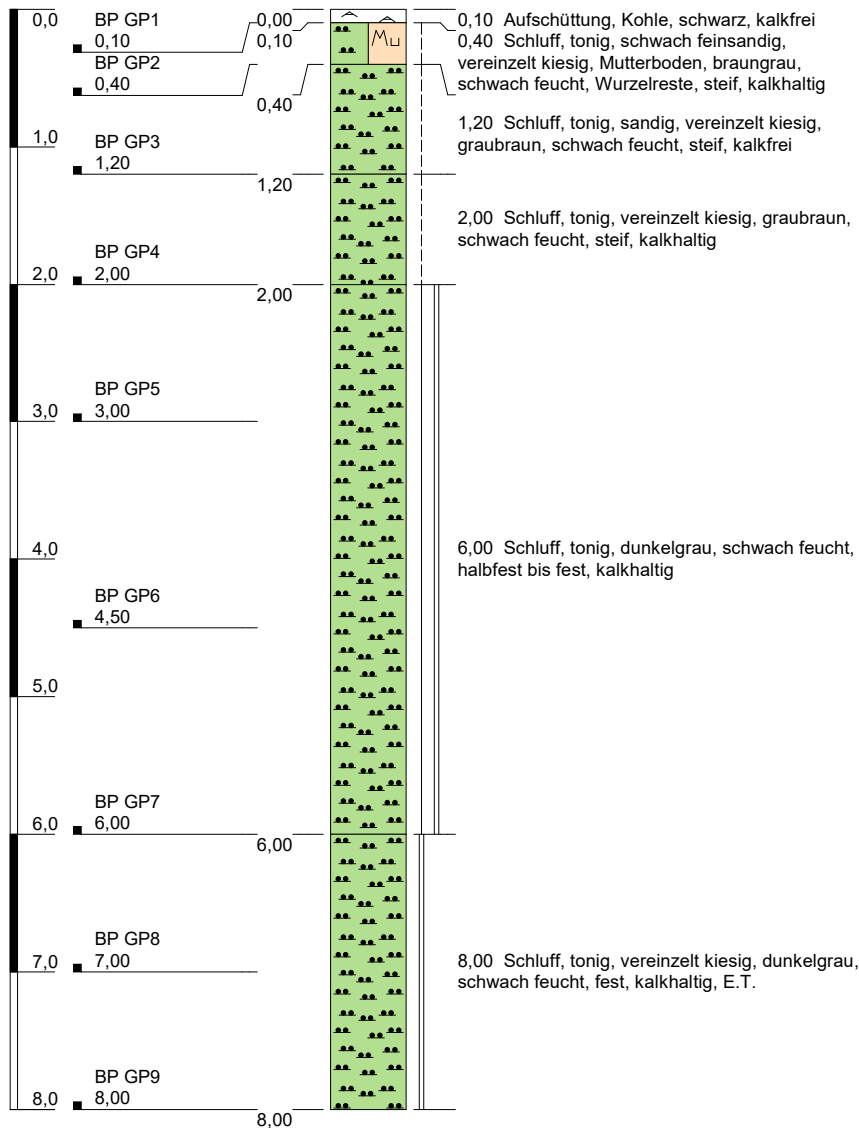 0,0
BP GP1
0,10
BP GP2
0,40
1,0
BP GP3
1,20
BP GP4
2,0
2,00
BP GP5
3,0
3,00
4,0
BP GP6
4,50
5,0
BP GP7
6,0
6,00
BP GP8
7,0
7,00
BP GP9
8,0
8,00
0,00
0,10
0,40
1,20
2,00
6,00
8,00
Mu
0,10 Aufschüttung, Kohle, schwarz, kalkfrei
0,40 Schluff, tonig, schwach feinsandig,
vereinzelt kiesig, Mutterboden, braungrau,
schwach feucht, Wurzelreste, steif, kalkhaltig
1,20 Schluff, tonig, sandig, vereinzelt kiesig,
graubraun, schwach feucht, steif, kalkfrei
2,00 Schluff, tonig, vereinzelt kiesig, graubraun,
schwach feucht, steif, kalkhaltig
6,00 Schluff, tonig, dunkelgrau, schwach feucht,
halbfest bis fest, kalkhaltig
8,00 Schluff, tonig, vereinzelt kiesig, dunkelgrau,
schwach feucht, fest, kalkhaltig, E.T.